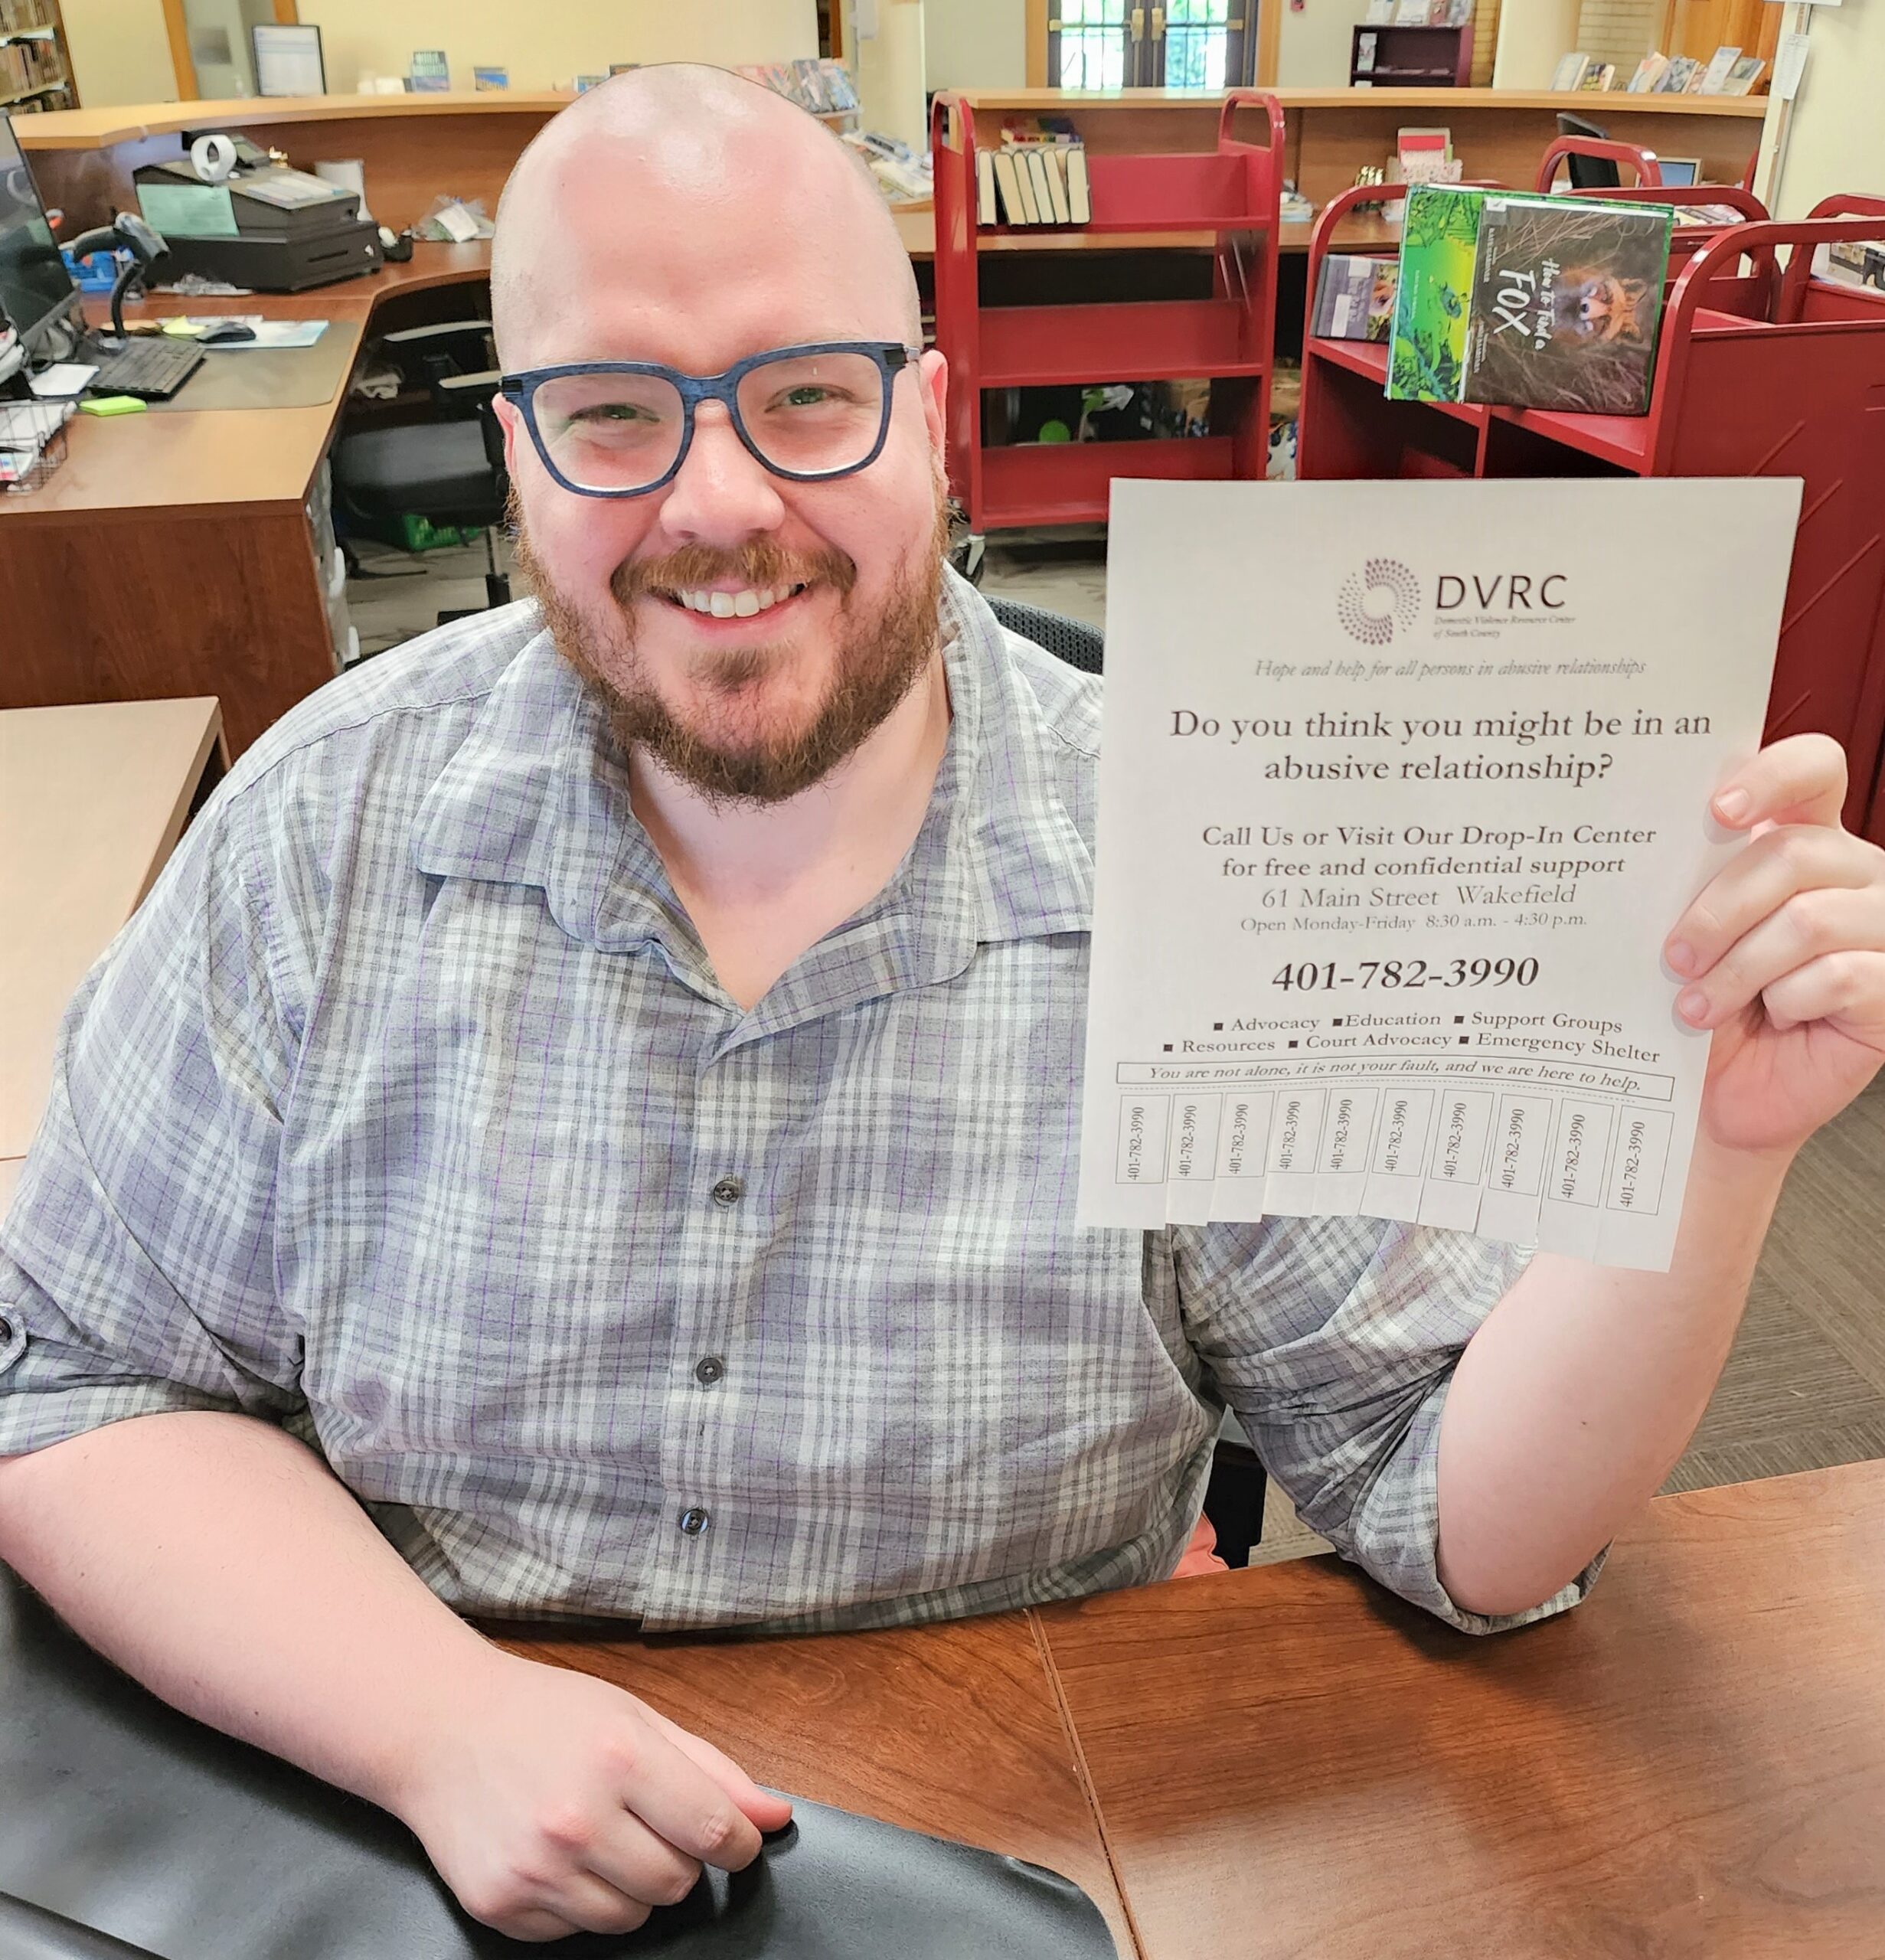 How To Find a
FOX
DVRC
Domestic Violence Resource Center
of South County
Hope and help for all persons in abusive relationships
Do you think you might be in an
abusive relationship?
Call Us or Visit Our Drop-In Center
for free and confidential support
61 Main Street Wakefield
Open Monday-Friday 8:30 a.m. - 4:30 p.m.
401-782-3990
▪ Advocacy ▪Education ▪ Support Groups
▪ Resources ▪ Court Advocacy ▪ Emergency Shelter
You are not alone, it is not your fault, and we are here to help.
401-782-3990
401-782-3990
401-782-3990
401-782-3990
401-782-3990
401-782-3990
401-782-3990
401-782-3990
401-782-3990
401-782-3990